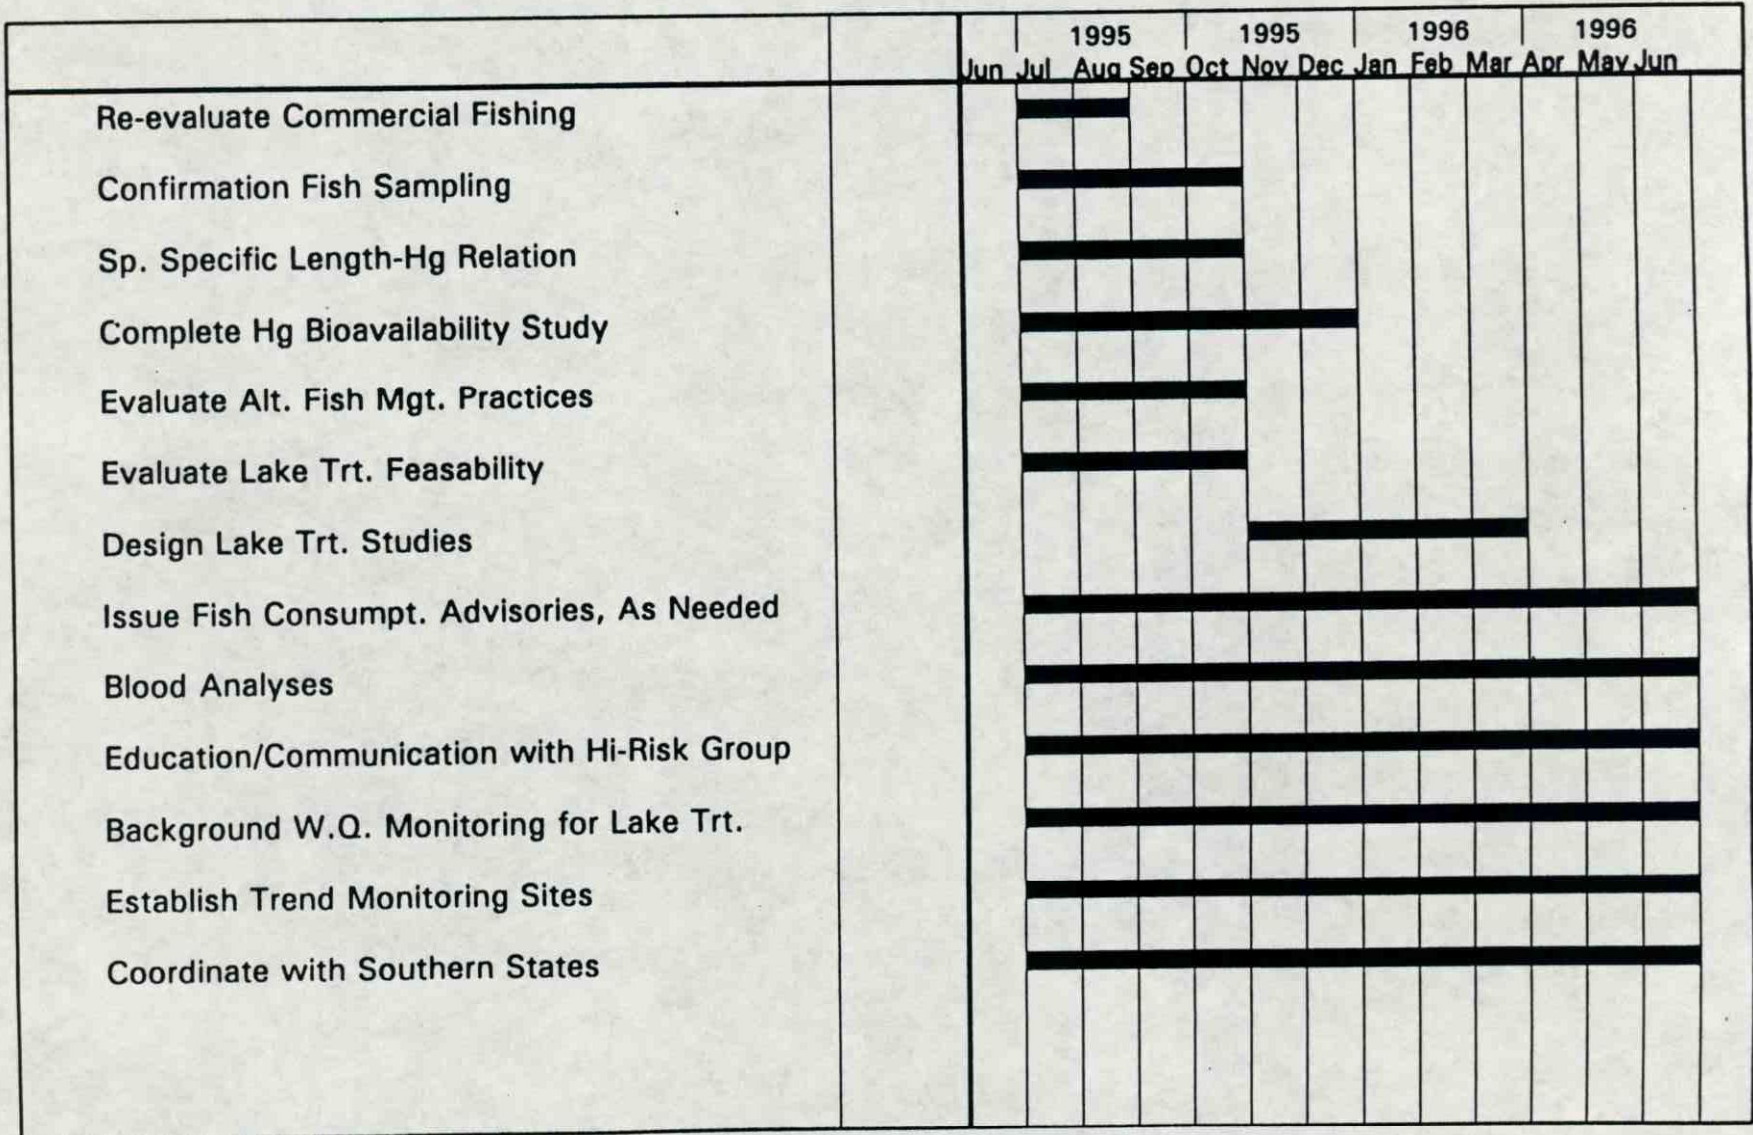 1995 1995 1996 1996
Jun Jul Aug Sep Oct Nov Dec Jan Feb Mar Apr May Jun
Re-evaluate Commercial Fishing
Confirmation Fish Sampling
Sp. Specific Length-Hg Relation
Complete Hg Bioavailability Study
Evaluate Alt. Fish Mgt. Practices
Evaluate Lake Trt. Feasability
Design Lake Trt. Studies
Issue Fish Consumpt. Advisories, As Needed
Blood Analyses
Education/Communication with Hi-Risk Group
Background W.Q. Monitoring for Lake Trt.
Establish Trend Monitoring Sites
Coordinate with Southern States